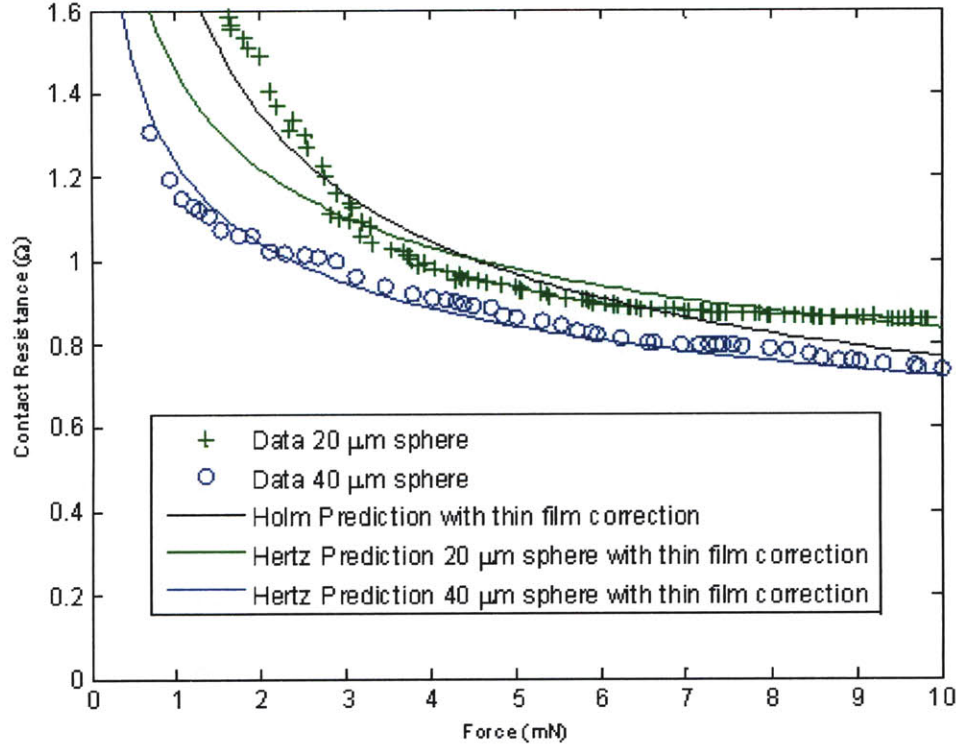 1.6
1.4
1.2
1
0.8
0.6
0.4
0.2
0
Contact Resistance (Ω)
Data 20 μm sphere
Data 40 μm sphere
Holm Prediction with thin film correction
Hertz Prediction 20 μm sphere with thin film correction
Hertz Prediction 40 μm sphere with thin film correction
0 1 2 3 4 5 6 7 8 9 10
Force (mN)